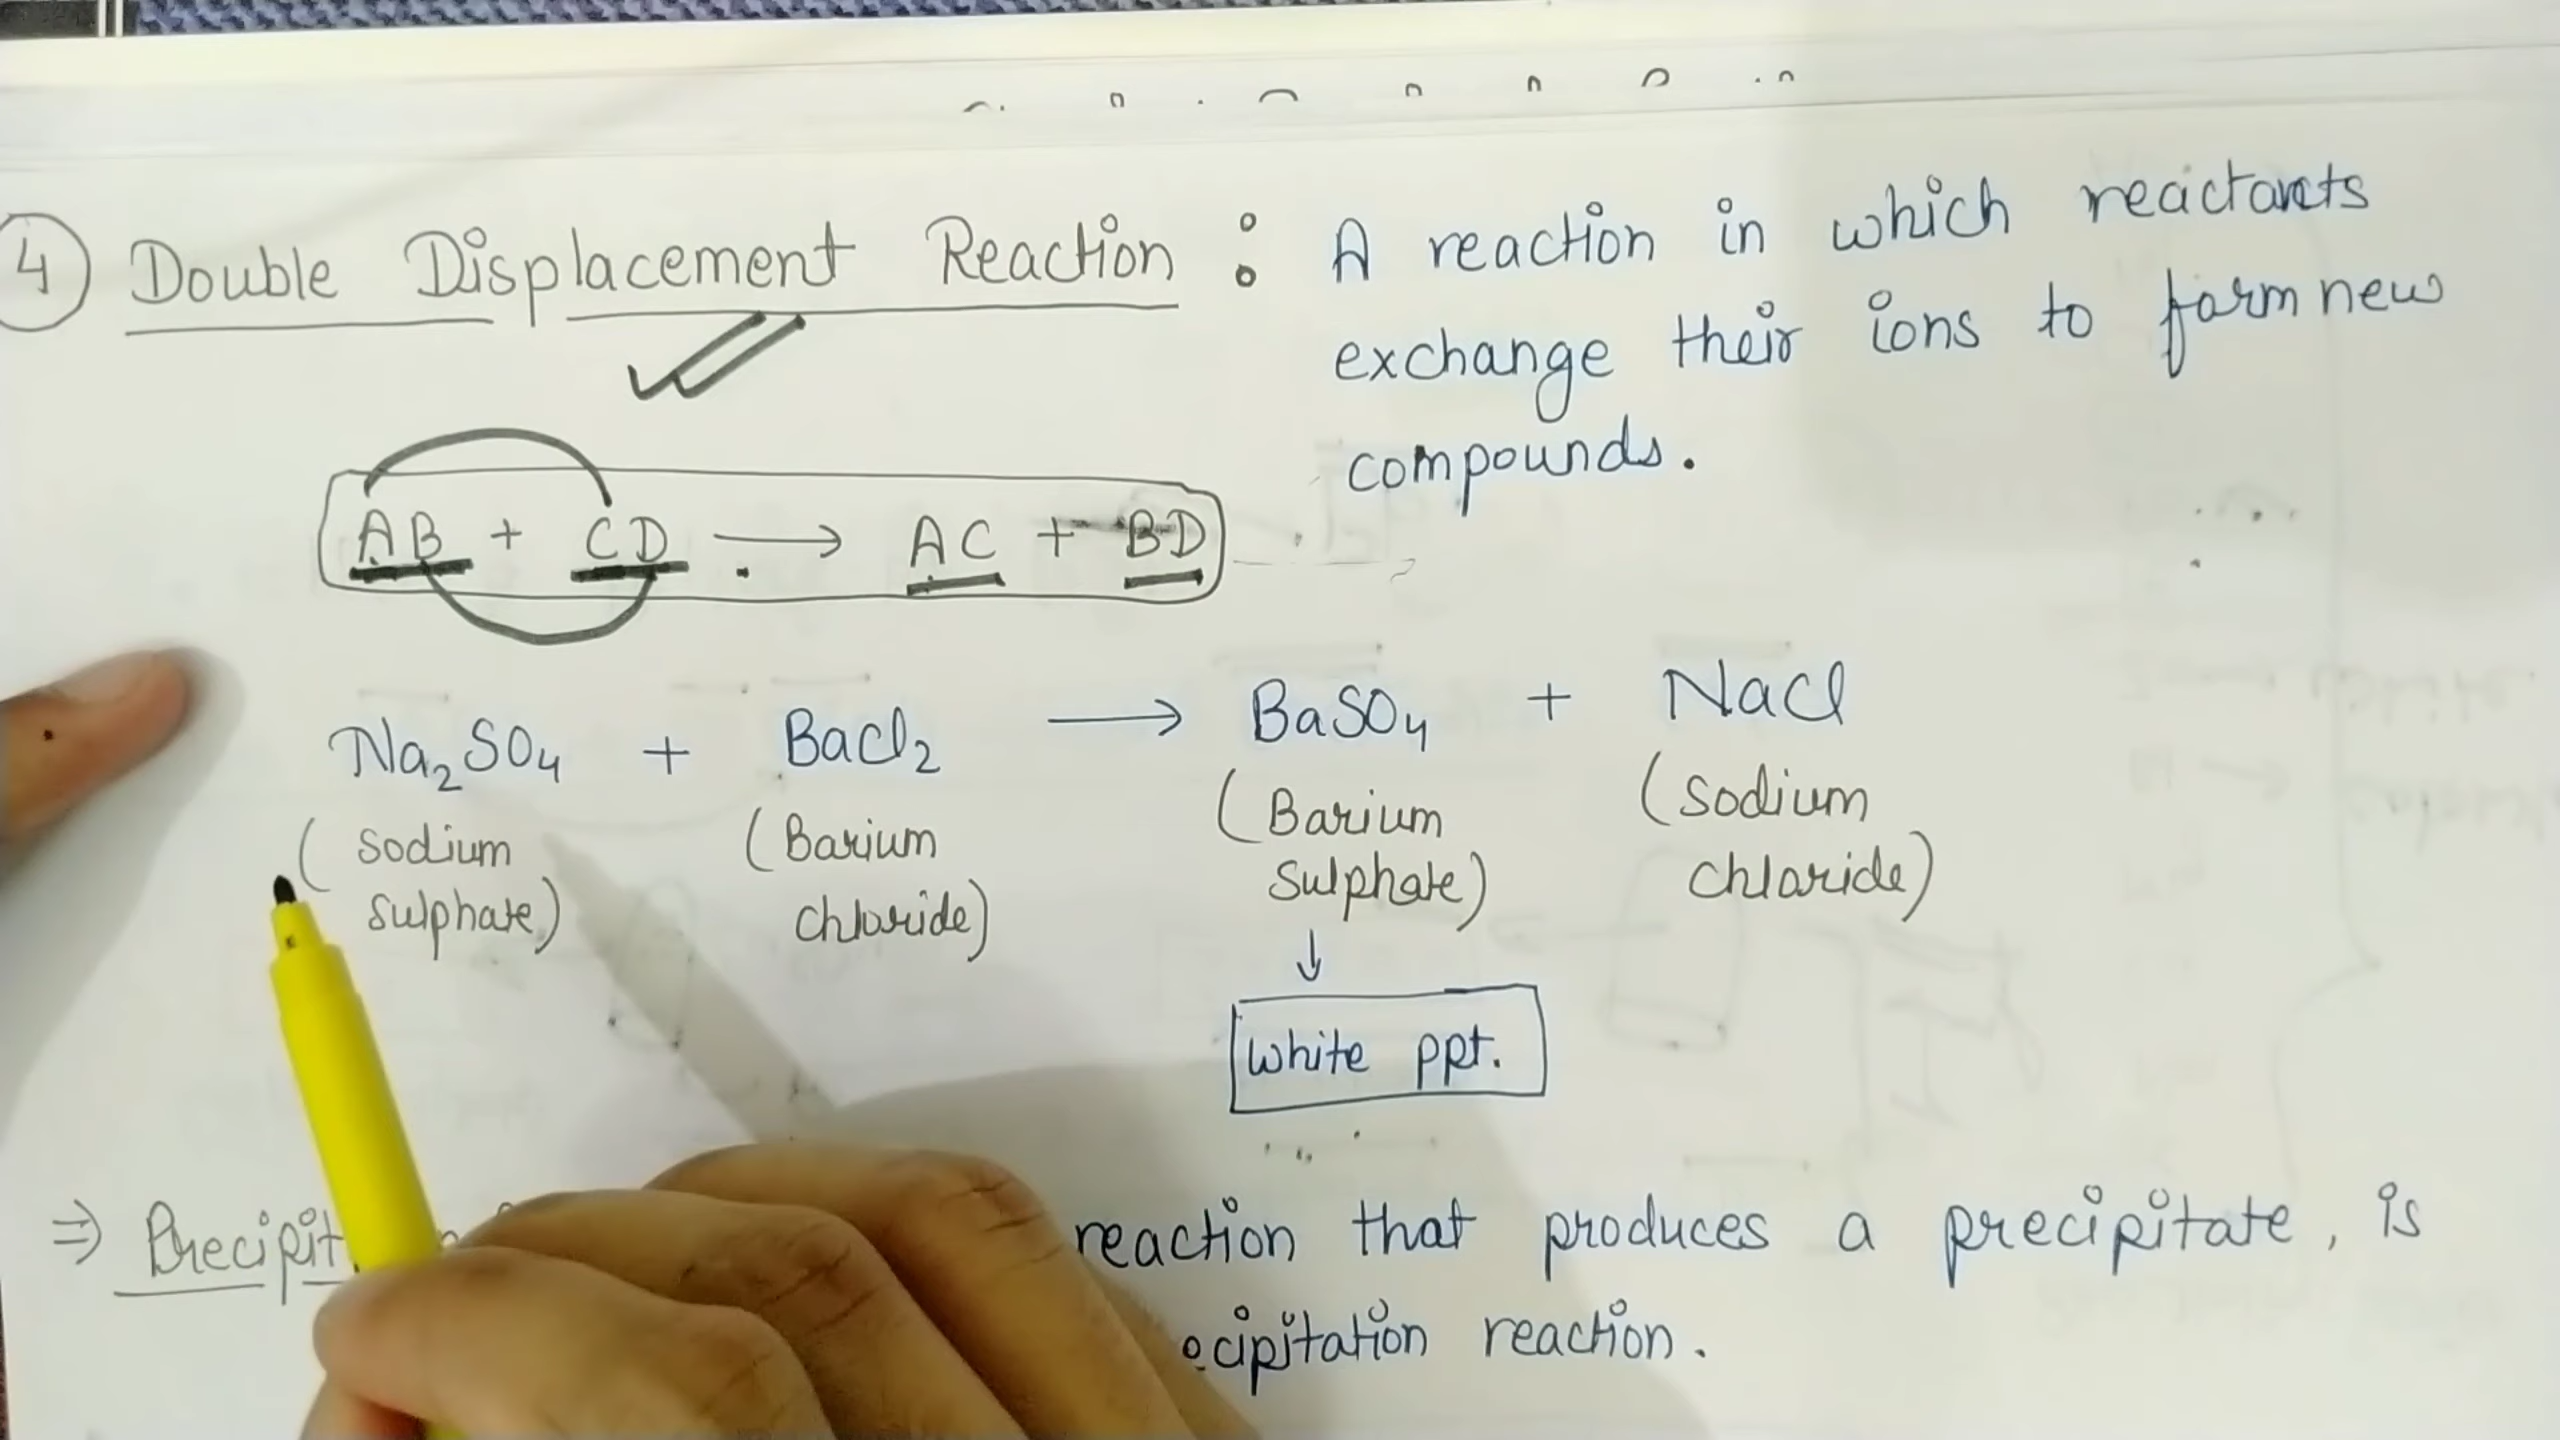 4 Double Displacement Reaction : A reaction in which reactants
exchange their ions to form new
compounds.
AB + CD → AC + BD
Na₂SO₄ + BaCl₂ → BaSO₄ + NaCl
(Sodium (Barium (Barium (Sodium
sulphate) chloride) sulphate) chloride)
↓
white ppt.
⇒ reaction that produces a precipitate, is
reaction.